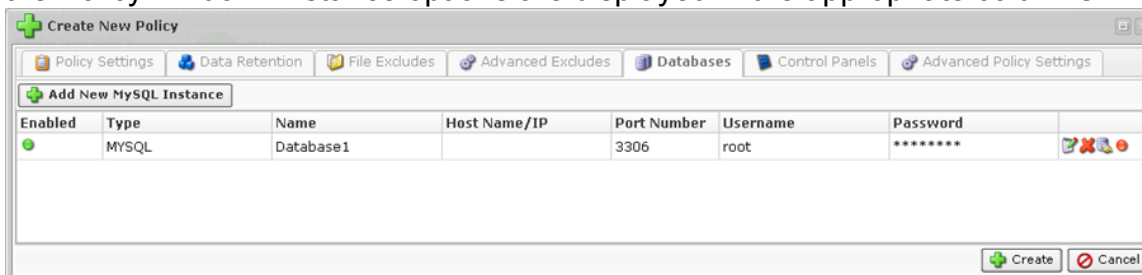 Create New Policy
Policy Settings Data Retention File Excludes Advanced Excludes Databases Control Panels Advanced Policy Settings
Add New MySQL Instance
Enabled Type Name Host Name/IP Port Number Username Password
MYSQL Database1 3306 root ********
Create Cancel